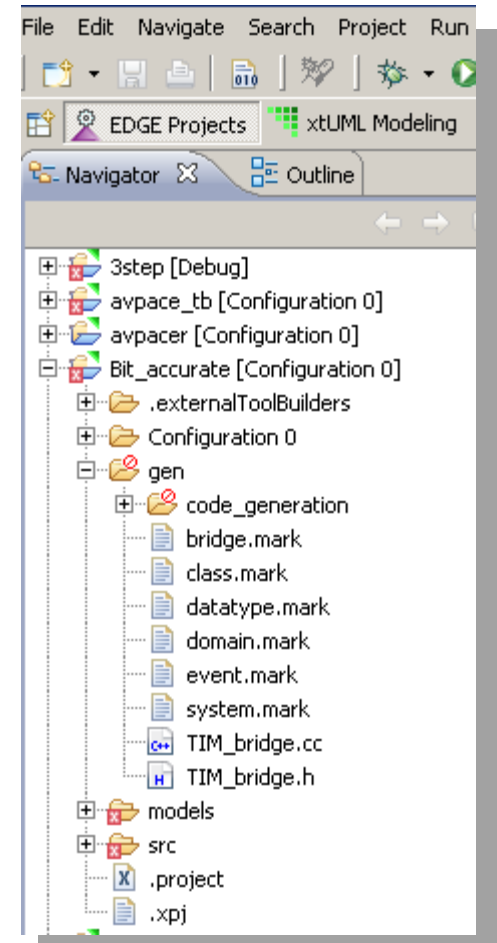 File Edit Navigate Search Project Run
010
EDGE Projects xtUML Modeling
Navigator Outline
3step [Debug]
avpace_tb [Configuration 0]
avpacer [Configuration 0]
Bit_accurate [Configuration 0]
.externalToolBuilders
Configuration 0
gen
code_generation
bridge.mark
class.mark
datatype.mark
domain.mark
event.mark
system.mark
C++ TIM_bridge.cc
H TIM_bridge.h
models
src
X .project
.xpj